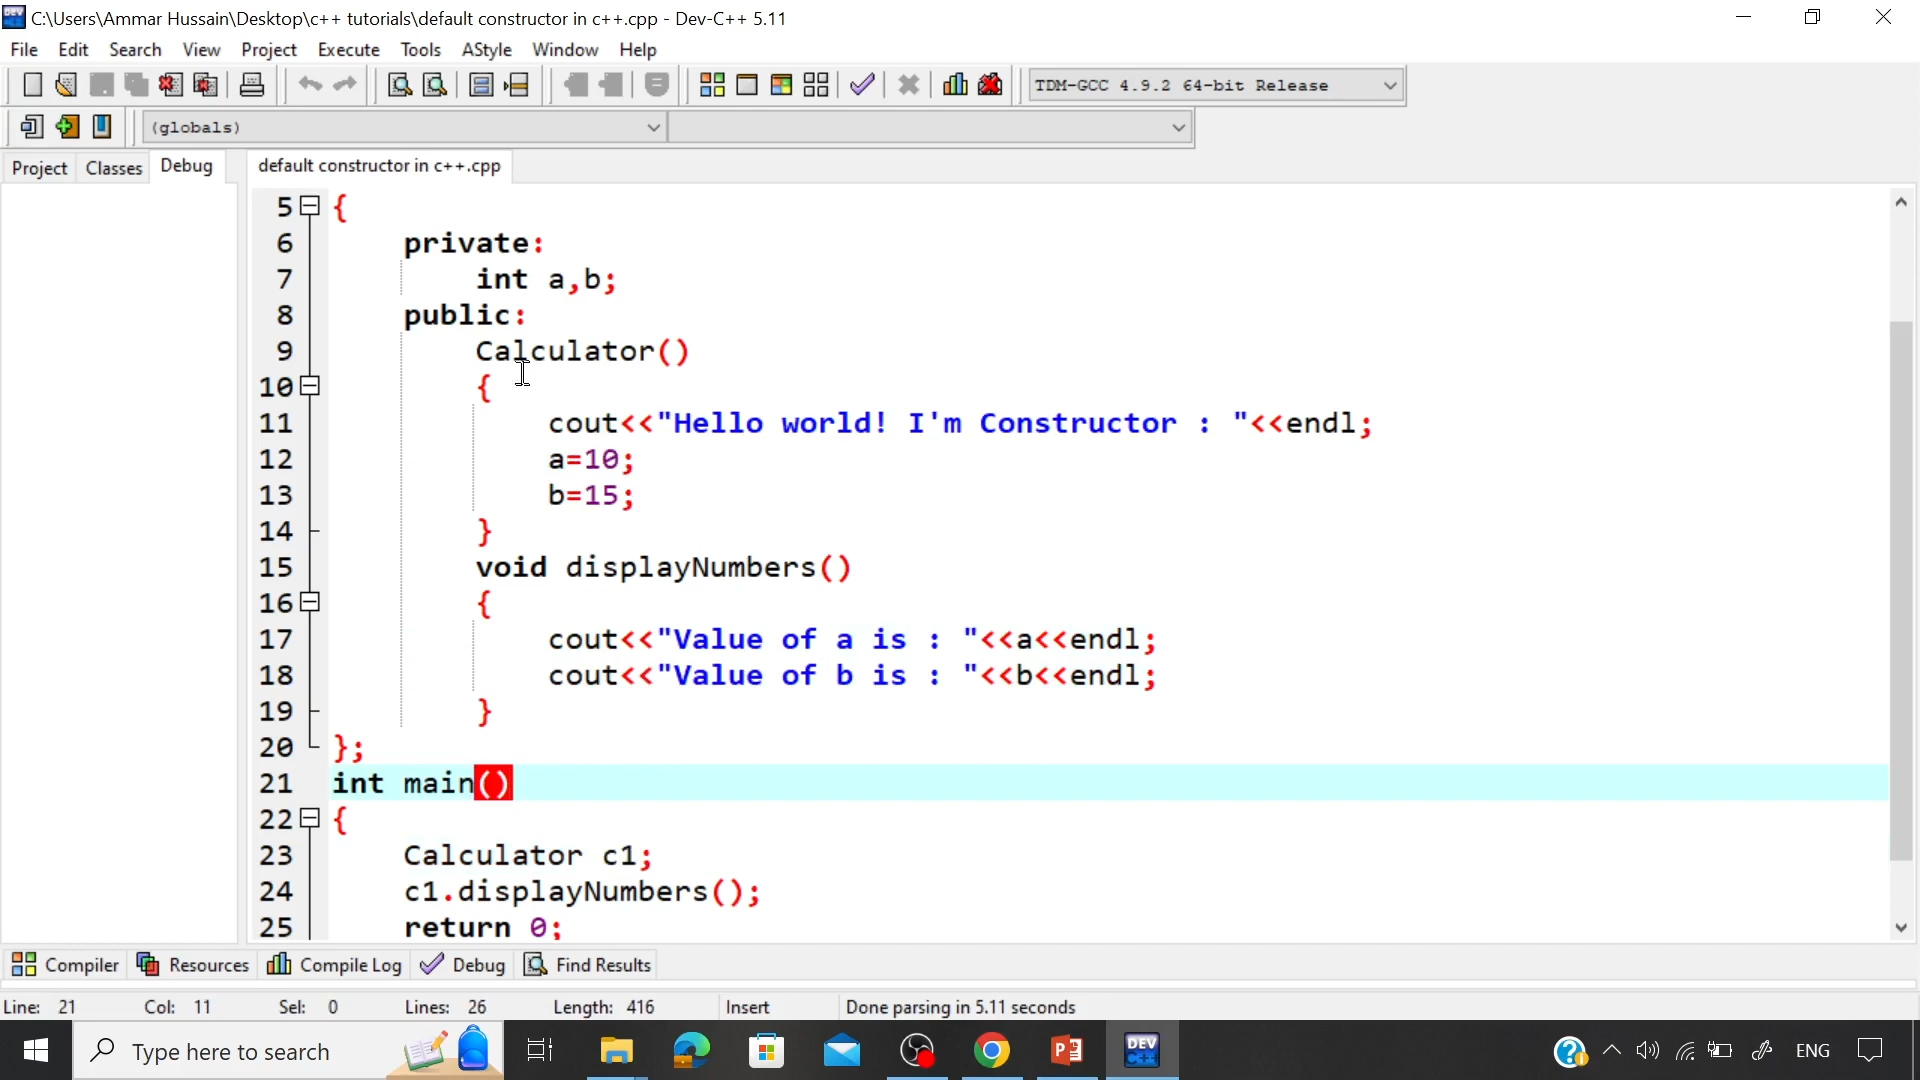 C:\Users\Ammar Hussain\Desktop\c++ tutorials\default constructor in c++.cpp - Dev-C++ 5.11
File Edit Search View Project Execute Tools AStyle Window Help
TDM-GCC 4.9.2 64-bit Release
(globals)
Project Classes Debug default constructor in c++.cpp
5 {
6 private:
7 int a,b;
8 public:
9 Calculator()
10 {
11 cout<<"Hello world! I'm Constructor : "<<endl;
12 a=10;
13 b=15;
14 }
15 void displayNumbers()
16 {
17 cout<<"Value of a is : "<<a<<endl;
18 cout<<"Value of b is : "<<b<<endl;
19 }
20 };
21 int main()
22 {
23 Calculator c1;
24 c1.displayNumbers();
25 return 0;
Compiler Resources Compile Log Debug Find Results
Line: 21 Col: 11 Sel: 0 Lines: 26 Length: 416 Insert Done parsing in 5.11 seconds
Type here to search DEV C++ ENG